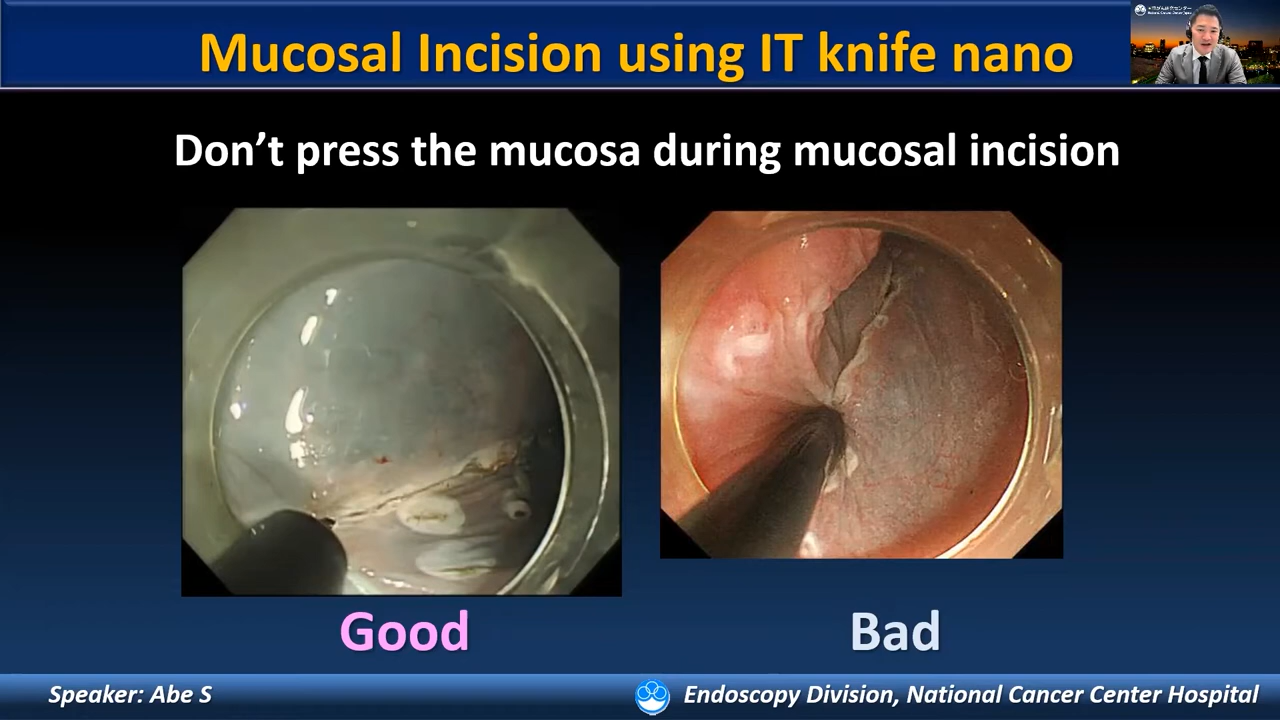 Mucosal Incision using IT knife nano
Don't press the mucosa during mucosal incision
Good
Bad
Speaker: Abe S
Endoscopy Division, National Cancer Center Hospital